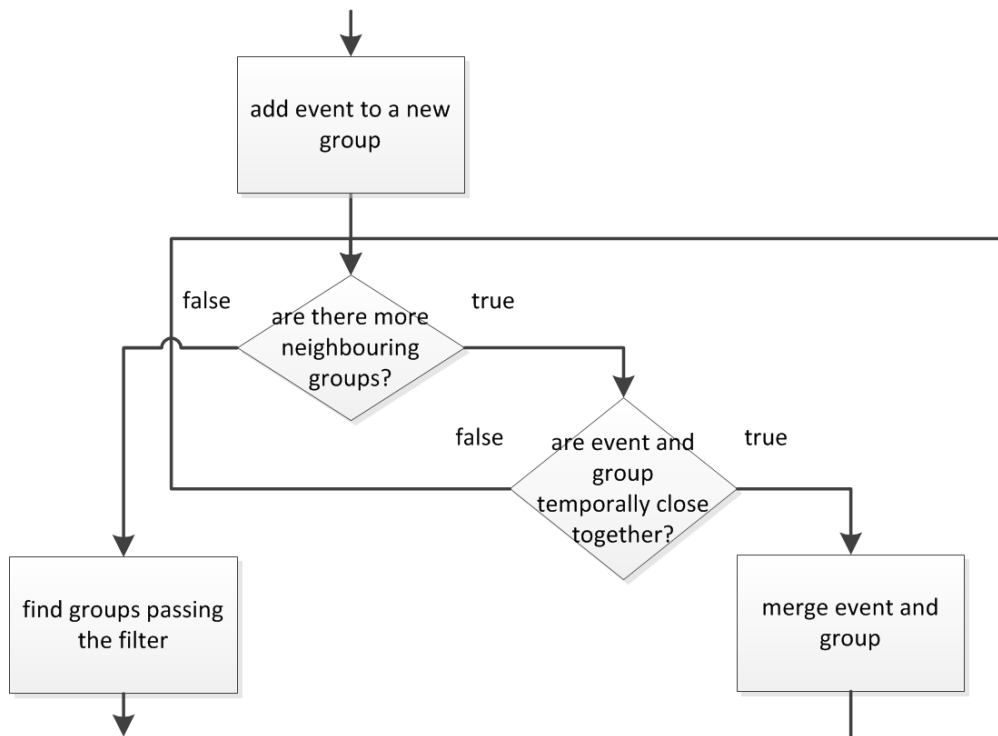 add event to a new
group
false
true
are there more
neighbouring
groups?
false
true
are event and
group
temporally close
together?
find groups passing
the filter
merge event and
group